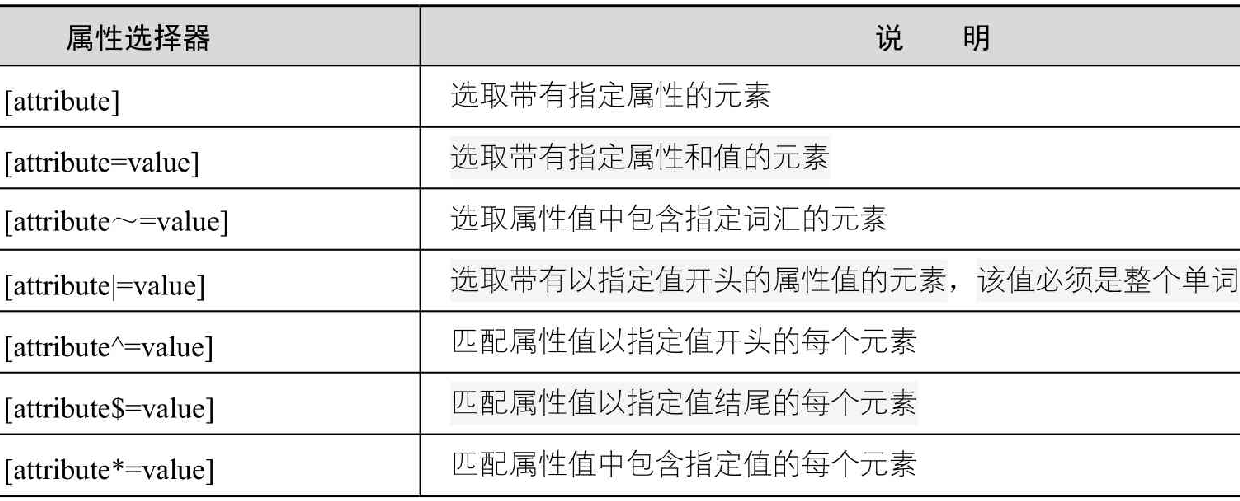 属性选择器 说 明
[attribute] 选取带有指定属性的元素
[attribute=value] 选取带有指定属性和值的元素
[attribute～=value] 选取属性值中包含指定词汇的元素
[attribute|=value] 选取带有以指定值开头的属性值的元素，该值必须是整个单词
[attribute^=value] 匹配属性值以指定值开头的每个元素
[attribute$=value] 匹配属性值以指定值结尾的每个元素
[attribute*=value] 匹配属性值中包含指定值的每个元素